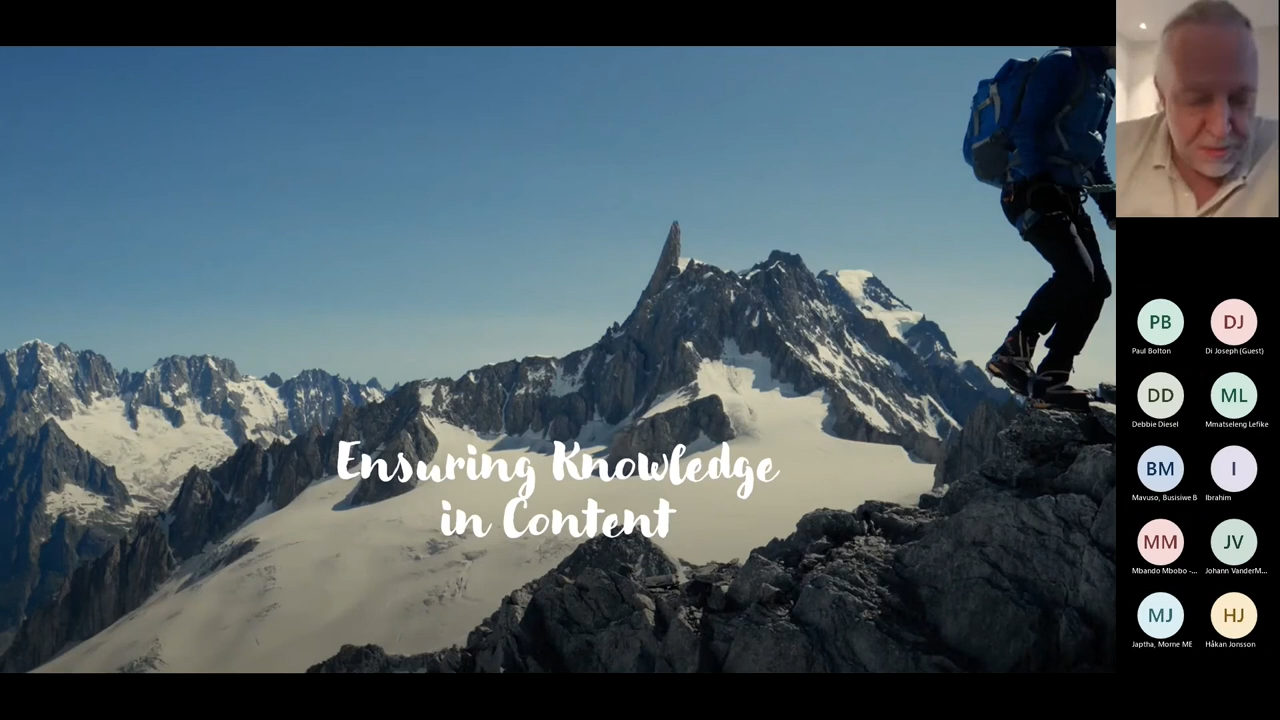 Ensuring Knowledge
in Content
PB
DJ
Paul Bolton
Di Joseph (Guest)
DD
ML
Debbie Diesel
Mmatseleng Lefike
BM
I
Mavuso, Busisiwe B
Ibrahim
MM
JV
Mbando Mbobo -...
Johann VanderM...
MJ
HJ
Japtha, Morne ME
Håkan Jonsson